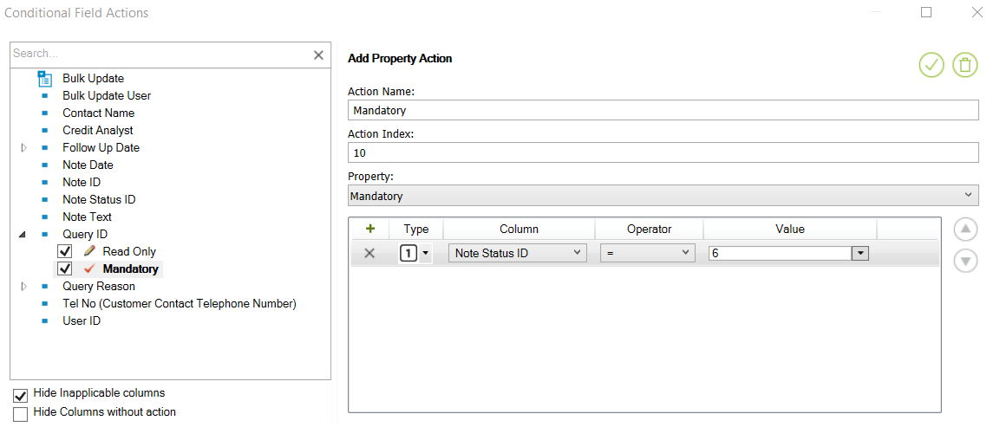 Conditional Field Actions
Search...
Bulk Update
Bulk Update User
Contact Name
Credit Analyst
Follow Up Date
Note Date
Note ID
Note Status ID
Note Text
Query ID
Read Only
Mandatory
Query Reason
Tel No (Customer Contact Telephone Number)
User ID
Hide Inapplicable columns
Hide Columns without action
Add Property Action
Action Name:
Mandatory
Action Index:
10
Property:
Mandatory
Type Column Operator Value
1 Note Status ID = 6